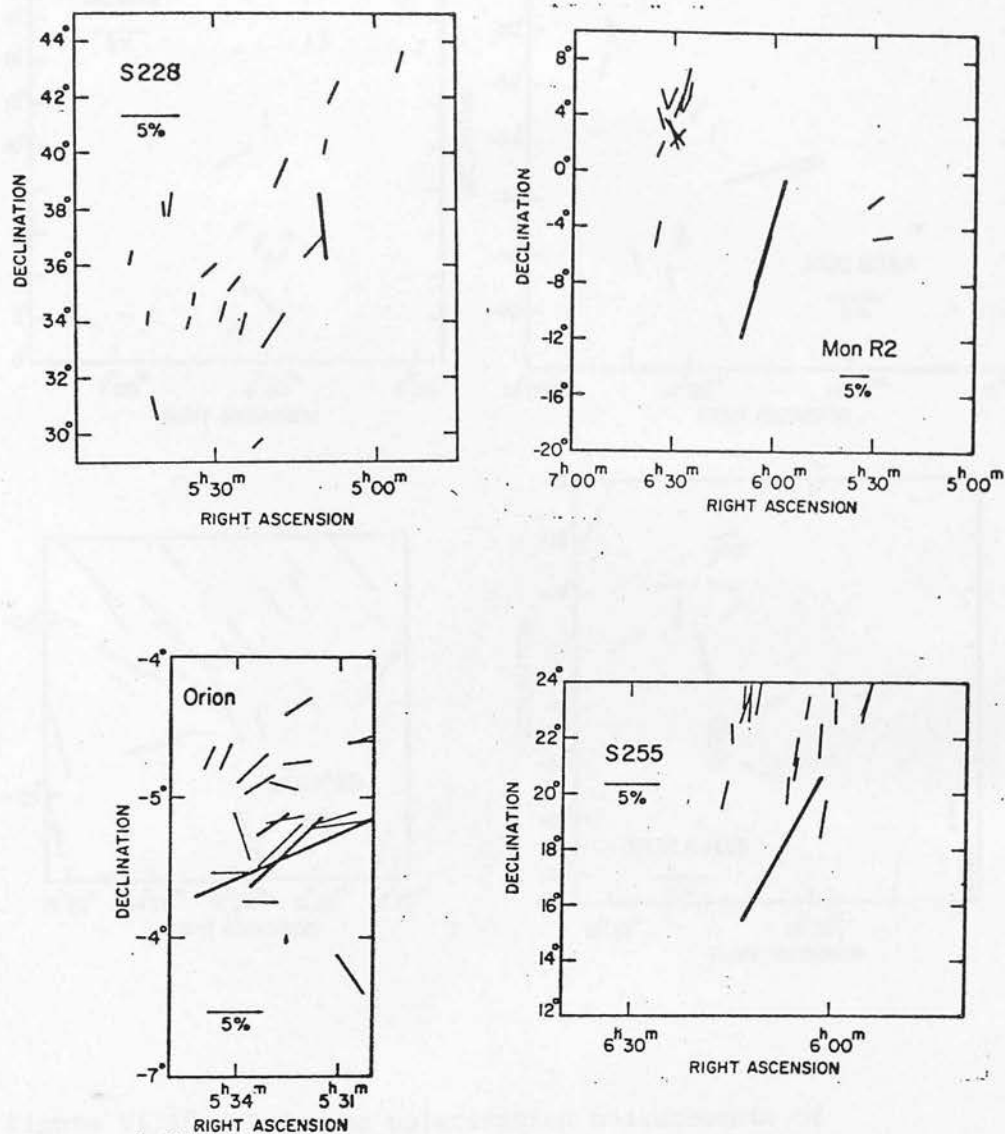 44°
42°
40°
38°
36°
34°
32°
30°
DECLINATION
S228
5%
5ʰ30ᵐ
5ʰ00ᵐ
RIGHT ASCENSION
8°
4°
0°
-4°
-8°
-12°
-16°
-20°
DECLINATION
Mon R2
5%
7ʰ00ᵐ
6ʰ30ᵐ
6ʰ00ᵐ
5ʰ30ᵐ
5ʰ00ᵐ
RIGHT ASCENSION
-4°
-5°
-4°
-7°
DECLINATION
Orion
5%
5ʰ34ᵐ
5ʰ31ᵐ
RIGHT ASCENSION
24°
22°
20°
18°
16°
14°
12°
DECLINATION
S255
5%
6ʰ30ᵐ
6ʰ00ᵐ
RIGHT ASCENSION